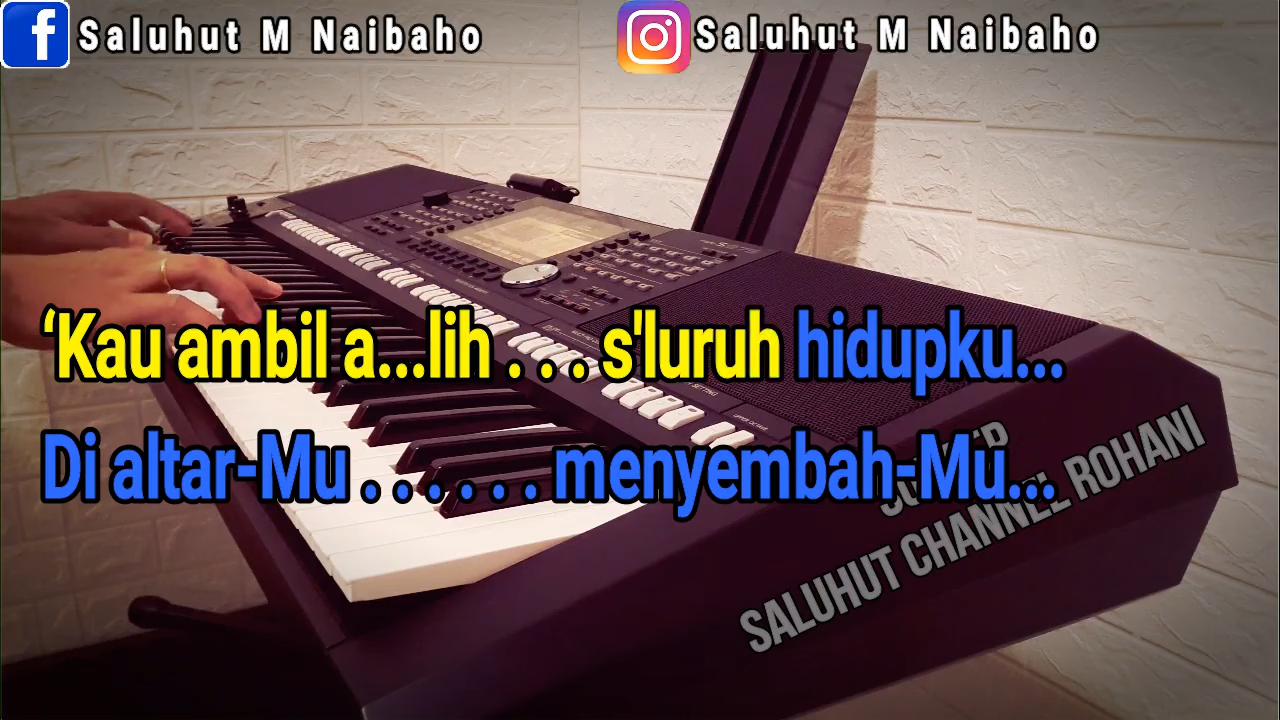 Saluhut M Naibaho
Saluhut M Naibaho
‘Kau ambil a...lih . . . s'luruh hidupku...
Di altar-Mu . . . . . . menyembah-Mu...
SALUHUT CHANNEL ROHANI